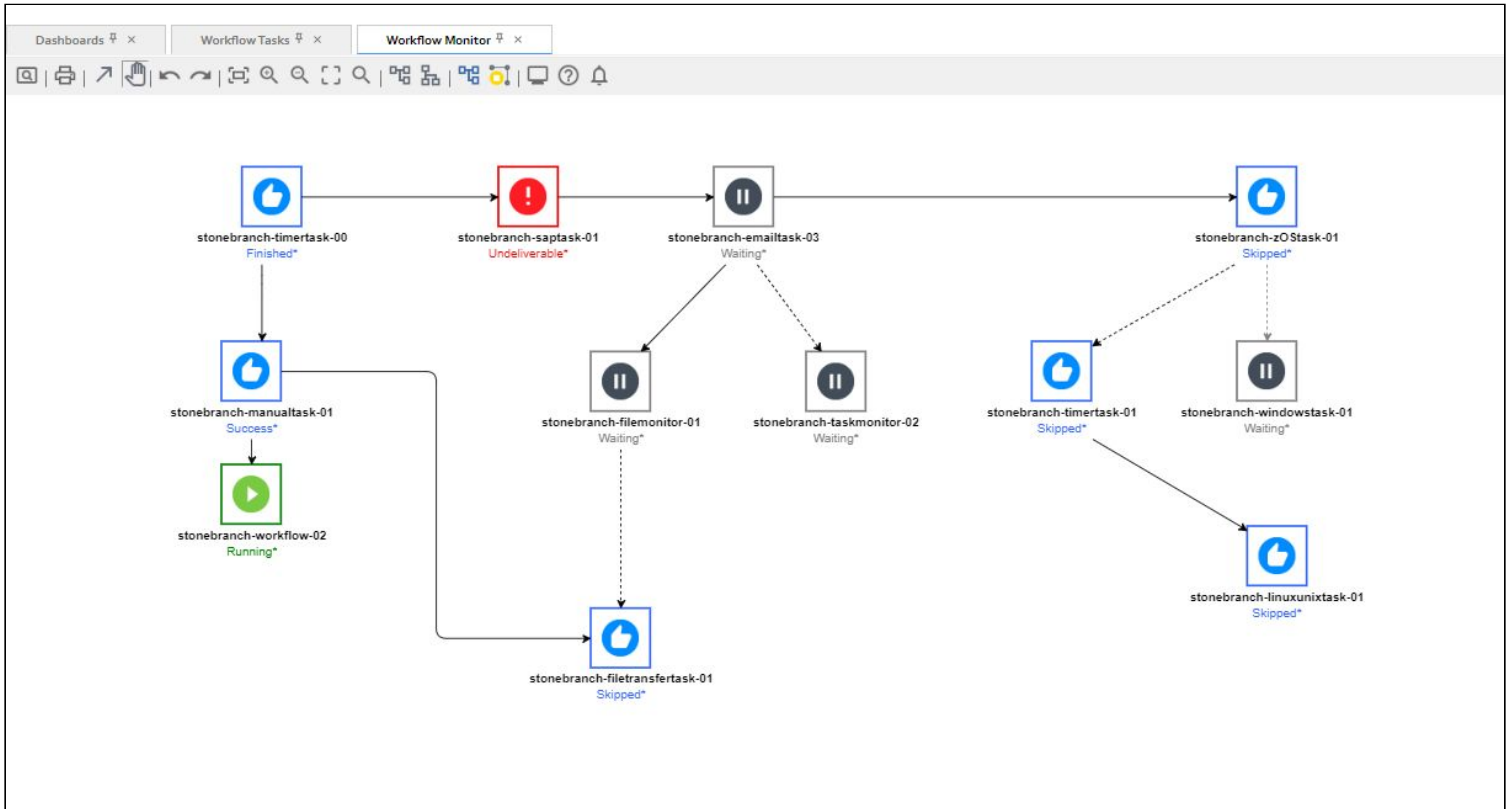 Dashboards
Workflow Tasks
Workflow Monitor
stonebranch-timertask-00
Finished*
stonebranch-saptask-01
Undeliverable*
stonebranch-emailtask-03
Waiting*
stonebranch-zOStask-01
Skipped*
stonebranch-manualtask-01
Success*
stonebranch-filemonitor-01
Waiting*
stonebranch-taskmonitor-02
Waiting*
stonebranch-timertask-01
Skipped*
stonebranch-windowstask-01
Waiting*
stonebranch-workflow-02
Running*
stonebranch-linuxunixtask-01
Skipped*
stonebranch-filetransfertask-01
Skipped*